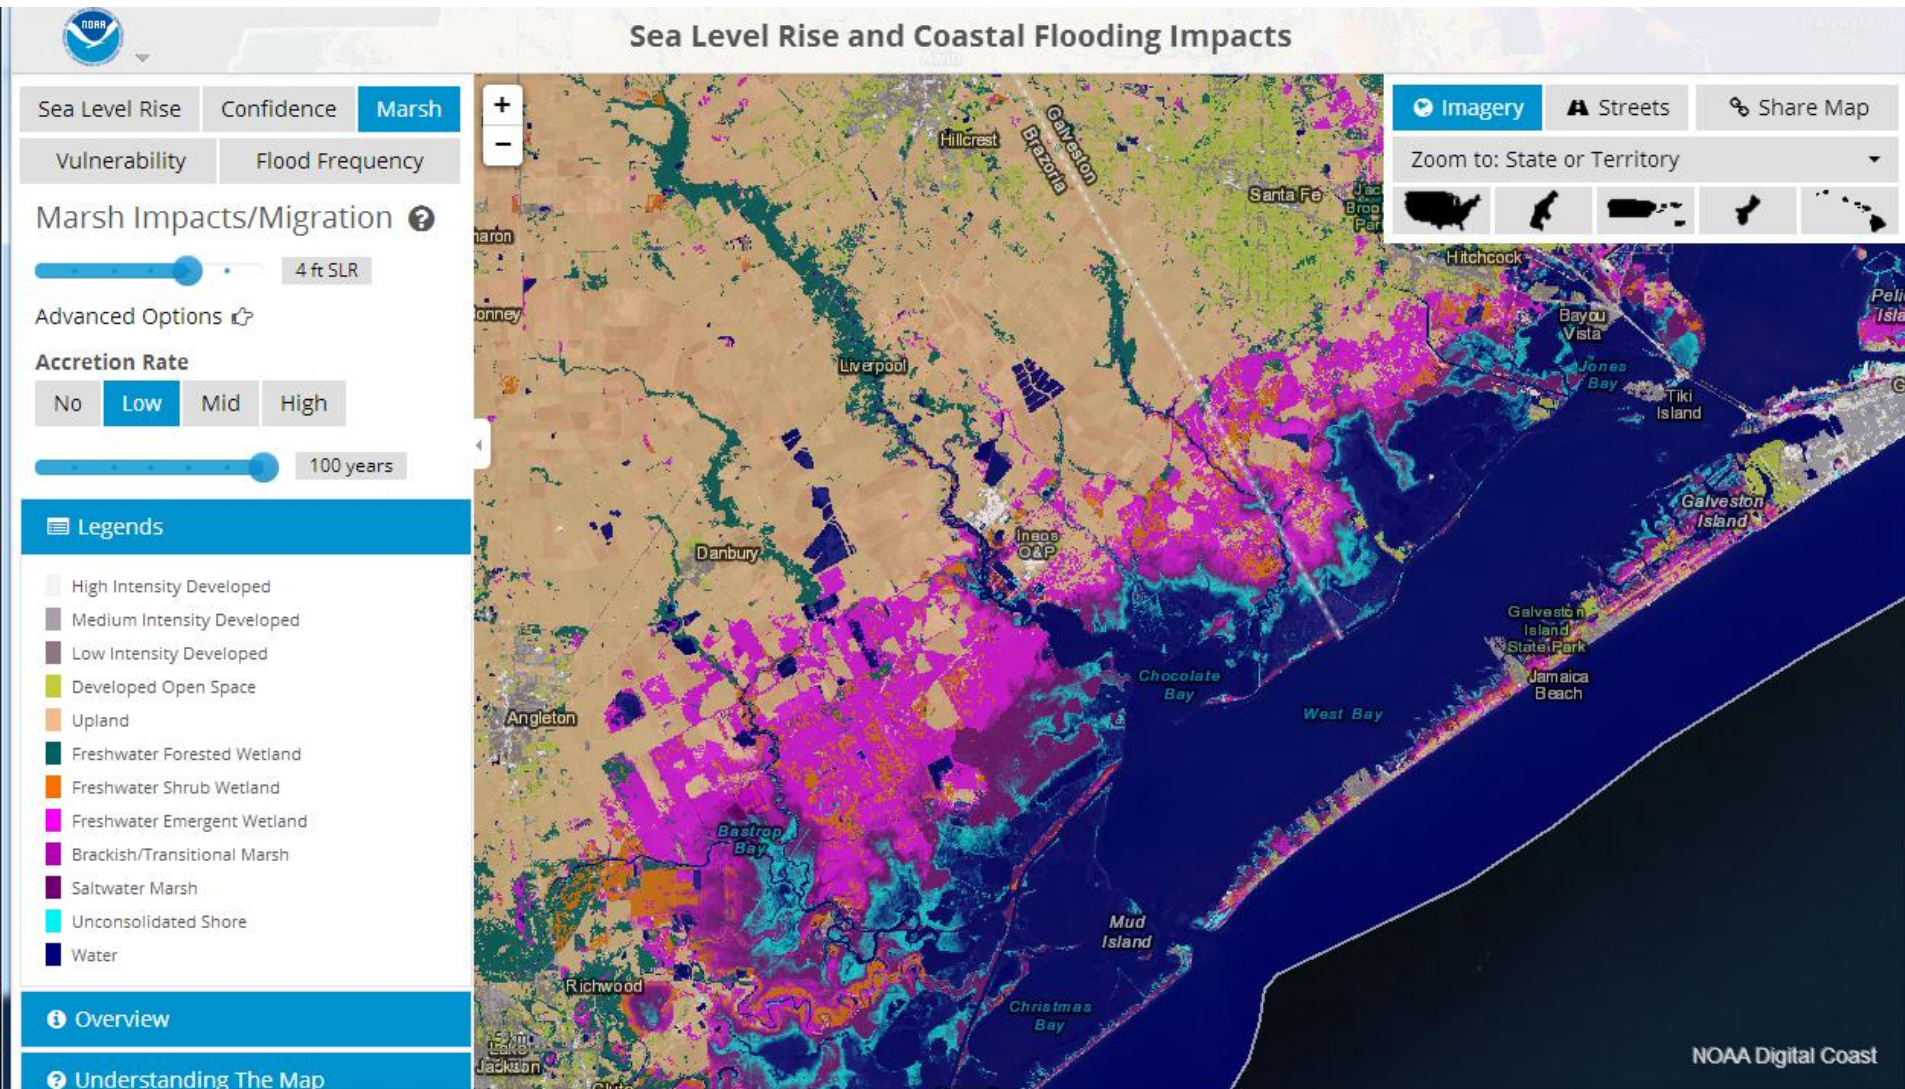 NOAA
Sea Level Rise and Coastal Flooding Impacts
Sea Level Rise
Confidence
Marsh
Vulnerability
Flood Frequency
Marsh Impacts/Migration
4 ft SLR
Advanced Options
Accretion Rate
No
Low
Mid
High
100 years
Legends
High Intensity Developed
Medium Intensity Developed
Low Intensity Developed
Developed Open Space
Upland
Freshwater Forested Wetland
Freshwater Shrub Wetland
Freshwater Emergent Wetland
Brackish/Transitional Marsh
Saltwater Marsh
Unconsolidated Shore
Water
Overview
Understanding The Map
+
−
Imagery
Streets
Share Map
Zoom to: State or Territory
Hillcrest
Galveston
Brazoria
Santa Fe
Hitchcock
Bayou
Vista
Jones
Bay
Tiki
Island
Liverpool
Ineos
O&P
Danbury
Galveston
Island
Galveston
Island
State Park
Jamaica
Beach
Chocolate
Bay
West Bay
Angleton
Bastrop
Bay
Mud
Island
Richwood
Christmas
Bay
Jackson
NOAA Digital Coast